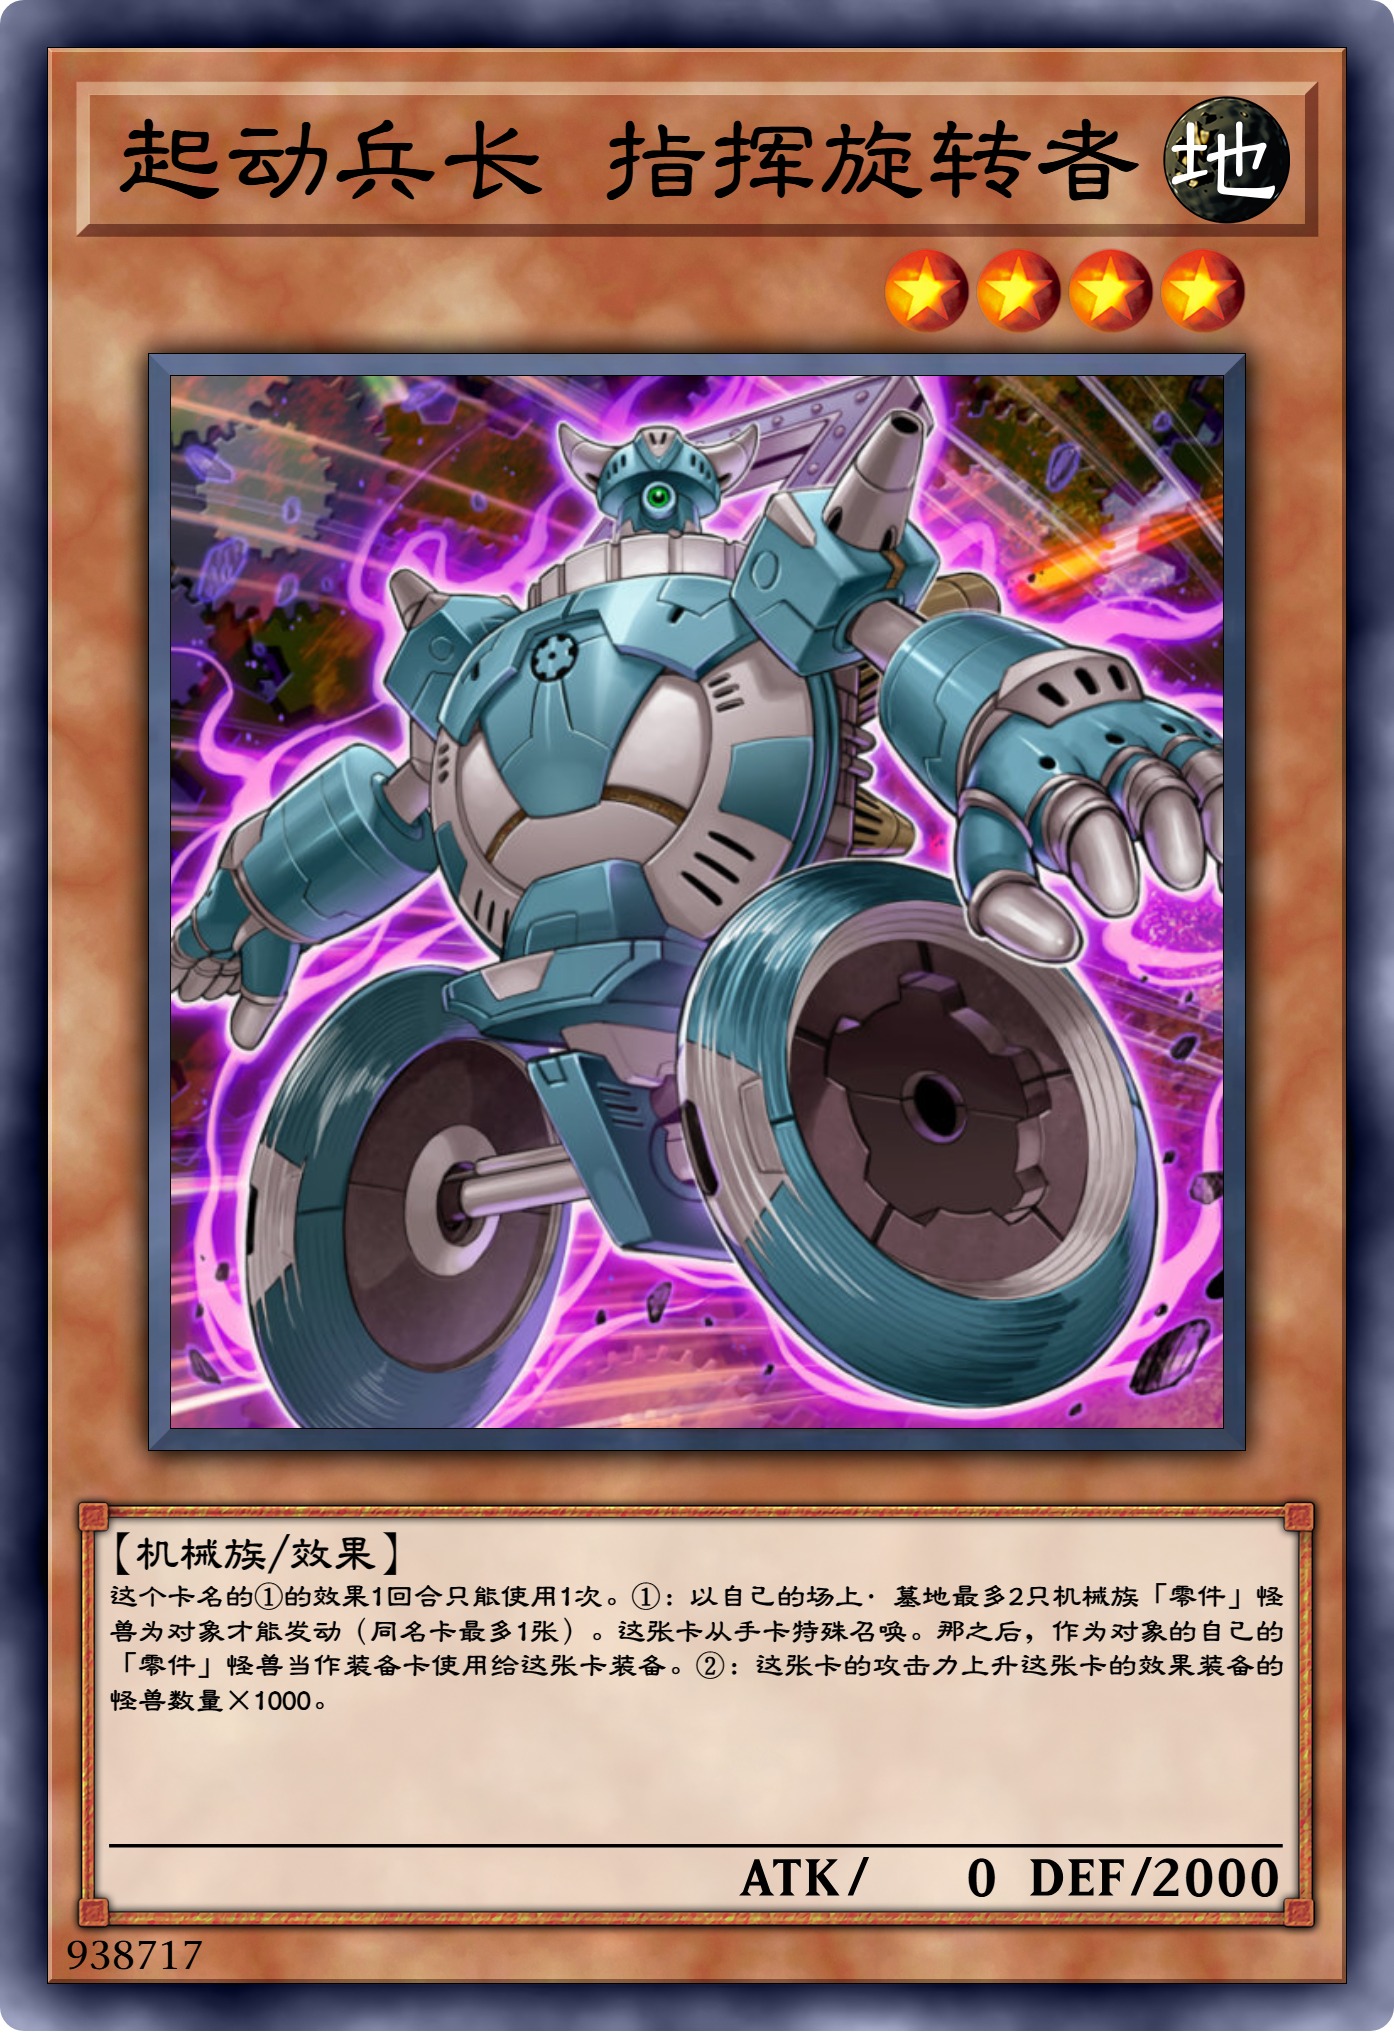 起动兵长 指挥旋转者 地
【机械族/效果】
这个卡名的①的效果1回合只能使用1次。①：以自己的场上·墓地最多2只机械族「零件」怪
兽为对象才能发动（同名卡最多1张）。这张卡从手卡特殊召唤。那之后，作为对象的自己的
「零件」怪兽当作装备卡使用给这张卡装备。②：这张卡的攻击力上升这张卡的效果装备的
怪兽数量×1000。
ATK/ 0 DEF/2000
938717